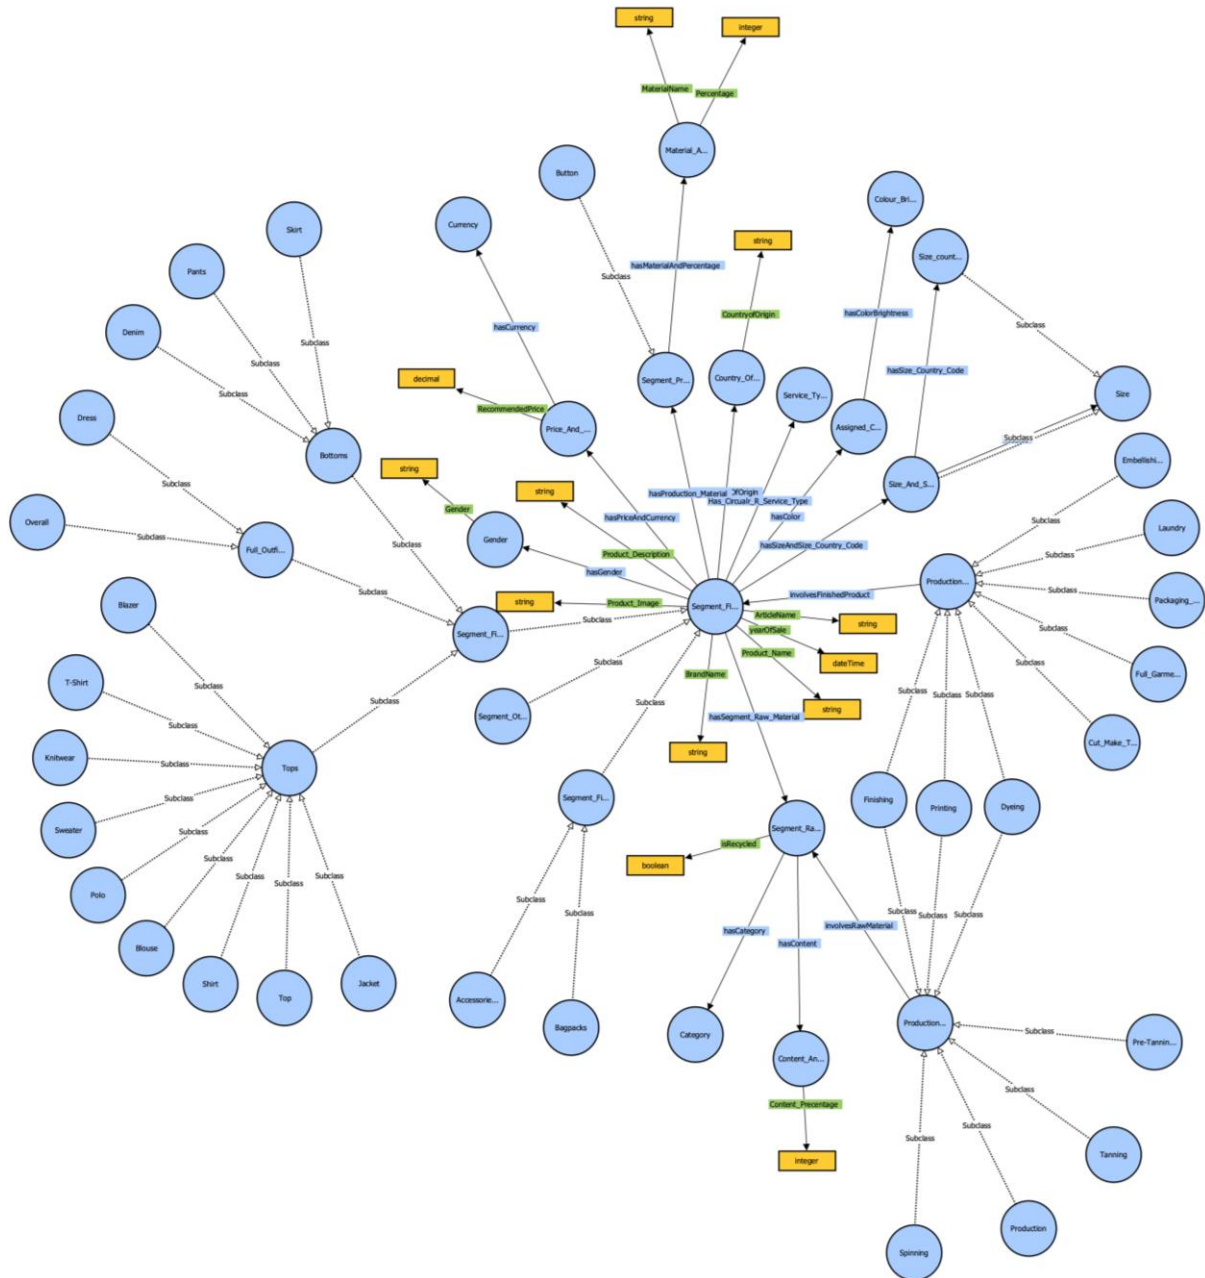 string
integer
MaterialName
Percentage
Material_A...
Button
Colour_Bri...
Currency
Skirt
string
Size_count...
Pants
Subclass
hasMaterialAndPercentage
CountryofOrigin
hasColorBrightness
Subclass
Denim
hasCurrency
Subclass
Subclass
hasSize_Country_Code
Segment_Pr...
Country_Of...
decimal
Service_Ty...
Size
Subclass
RecommendedPrice
Dress
Price_And_...
Assigned_C...
Subclass
Bottoms
Embellishi...
string
Size_And_S...
string
hasProduction_Material
OfOrigin
Has_Circualr_R_Service_Type
Gender
Subclass
hasPriceAndCurrency
hasColor
Laundry
Overall
Subclass
Gender
hasSizeAndSize_Country_Code
Full_Outfi...
Subclass
Product_Description
hasGender
Production...
Packaging_...
Blazer
Subclass
string
Product_Image
Segment_Fi...
involvesFinishedProduct
Segment_Fi...
Subclass
ArticleName
string
yearOfSale
Subclass
Product_Name
dateTime
Full_Garme...
T-Shirt
Subclass
BrandName
Subclass
Subclass
Subclass
Subclass
Segment_Ot...
Subclass
hasSegment_Raw_Material
string
Subclass
string
Cut_Make_T...
Knitwear
Subclass
Tops
Segment_Fi...
Finishing
Printing
Dyeing
Sweater
Subclass
Segment_Ra...
isRecycled
boolean
Subclass
Polo
Subclass
Subclass
Subclass
Subclass
Subclass
Subclass
Subclass
Subclass
Subclass
hasCategory
hasContent
involvesRawMaterial
Blouse
Shirt
Top
Jacket
Accessorie...
Bagpacks
Category
Content_An...
Production...
Subclass
Pre-Tannin...
Content_Precentage
Subclass
integer
Subclass
Subclass
Tanning
Production
Spinning